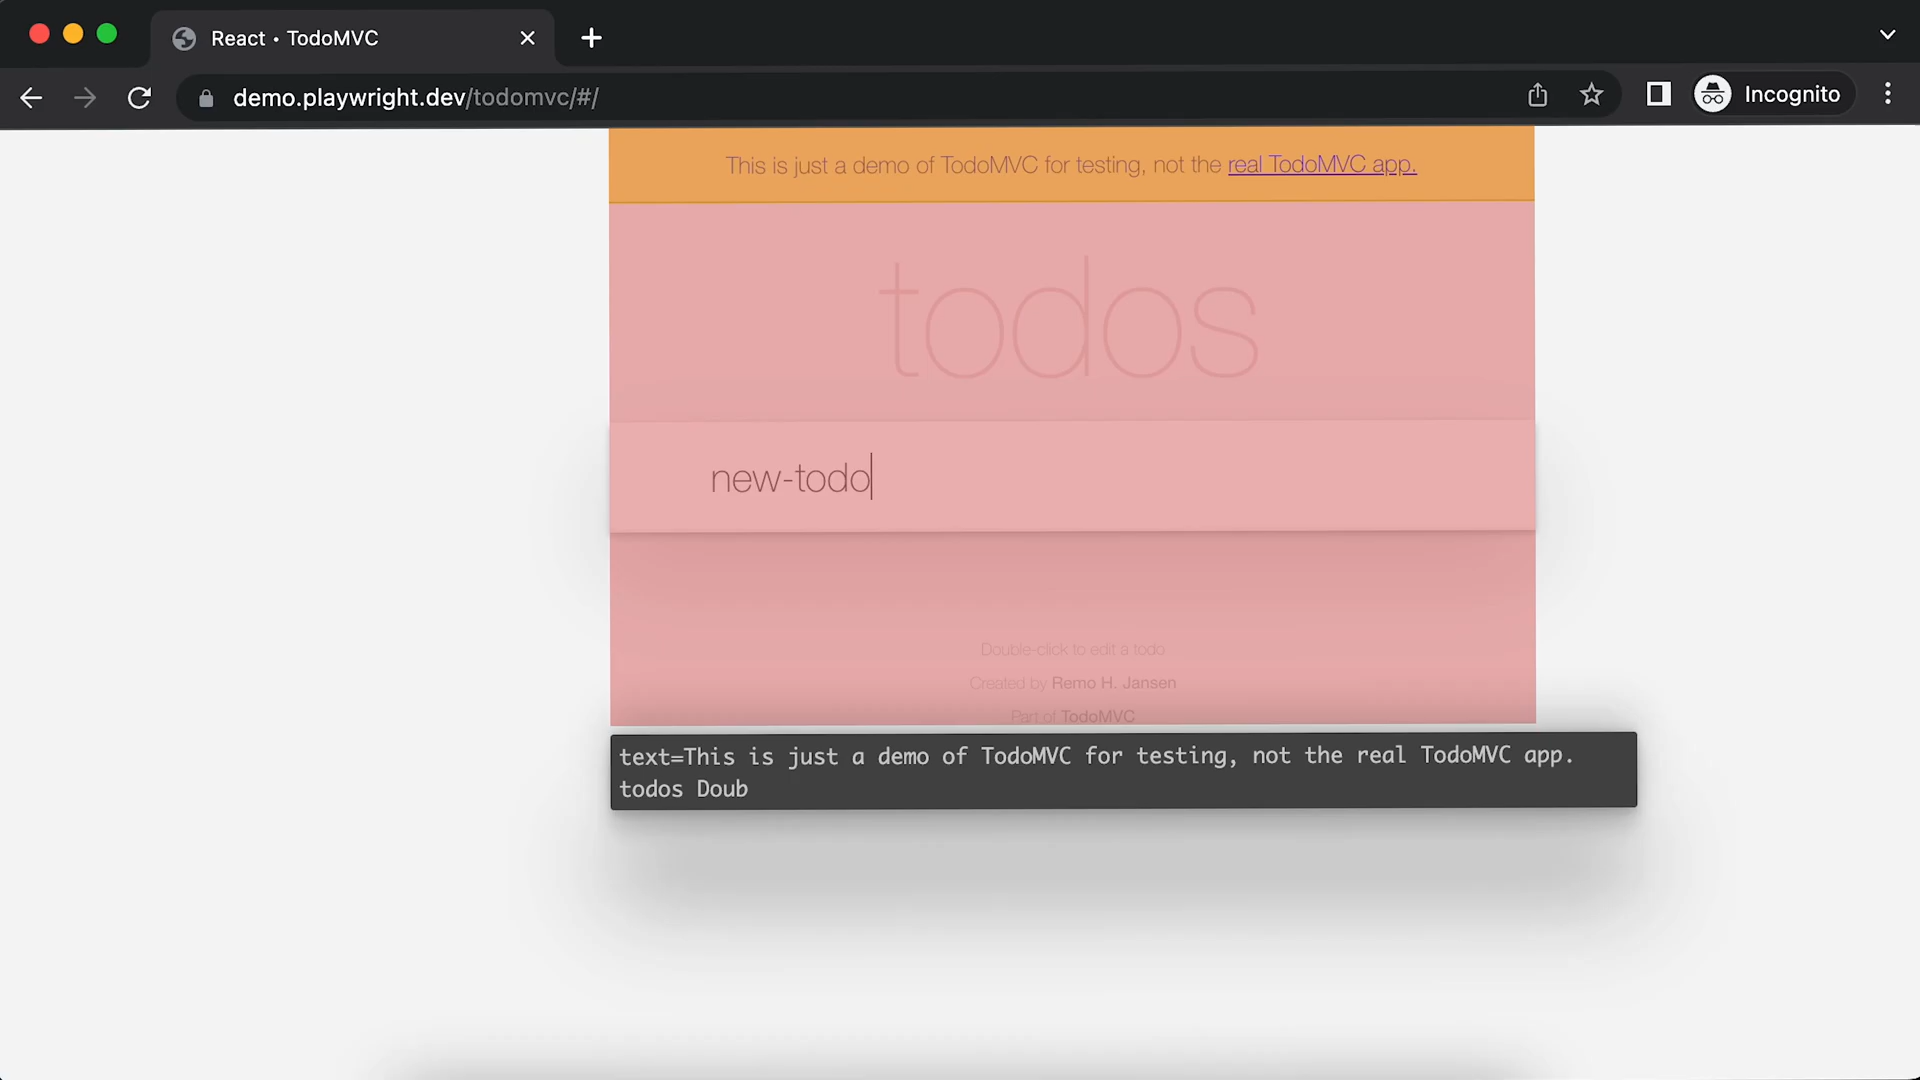 React • TodoMVC
demo.playwright.dev/todomvc/#/
Incognito
This is just a demo of TodoMVC for testing, not the real TodoMVC app.
todos
new-todo
Double-click to edit a todo
Created by Remo H. Jansen
Part of TodoMVC
text=This is just a demo of TodoMVC for testing, not the real TodoMVC app.
todos Doub